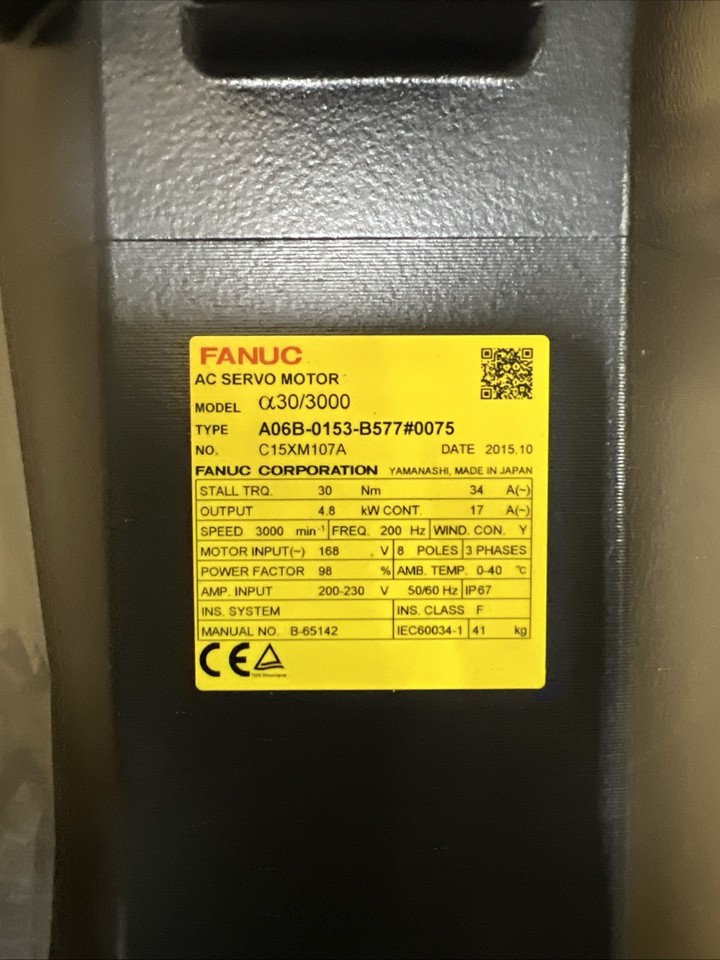 FANUC
AC SERVO MOTOR
MODEL α30/3000
TYPE A06B-0153-B577#0075
NO. C15XM107A DATE 2015.10
FANUC CORPORATION YAMANASHI, MADE IN JAPAN
STALL TRQ. 30 Nm 34 A(~)
OUTPUT 4.8 kW CONT. 17 A(~)
SPEED 3000 min⁻¹ FREQ. 200 Hz WIND. CON. Y
MOTOR INPUT(~) 168 V 8 POLES 3 PHASES
POWER FACTOR 98 % AMB. TEMP. 0-40 ℃
AMP. INPUT 200-230 V 50/60 Hz IP67
INS. SYSTEM INS. CLASS F
MANUAL NO. B-65142 IEC60034-1 41 kg
CE